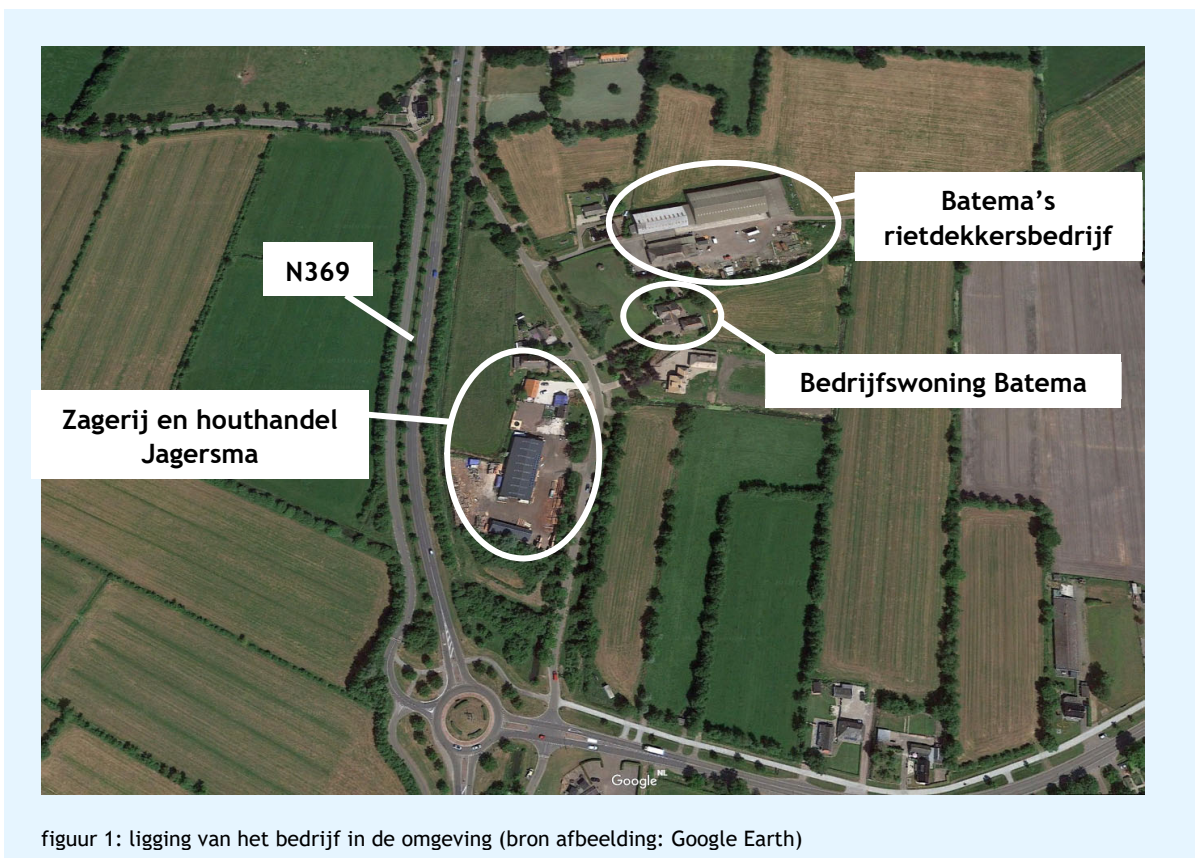 Batema’s
rietdekkersbedrijf
N369
Bedrijfswoning Batema
Zagerij en houthandel
Jagersma
Google NL
figuur 1: ligging van het bedrijf in de omgeving (bron afbeelding: Google Earth)